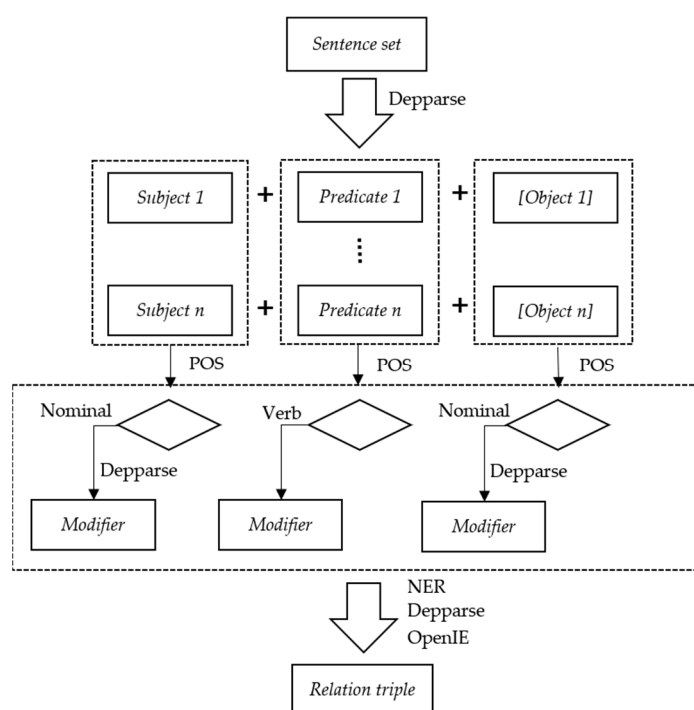 Sentence set
Depparse
Subject 1 + Predicate 1 + [Object 1]
Subject n + Predicate n + [Object n]
POS POS POS
Nominal Verb Nominal
Depparse Depparse
Modifier Modifier Modifier
NER
Depparse
OpenIE
Relation triple